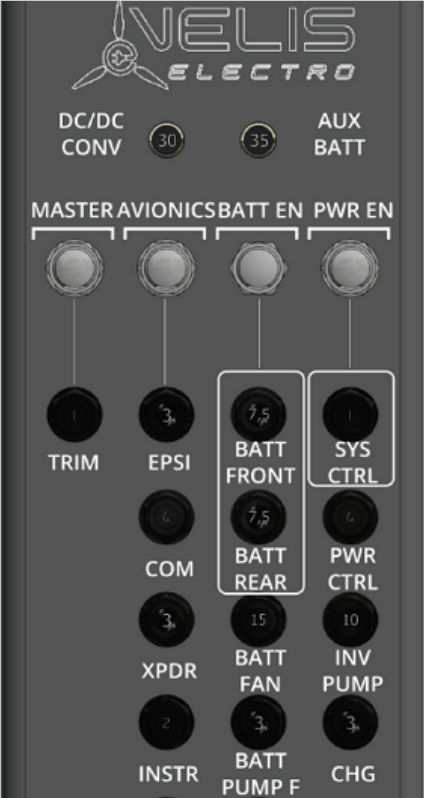 VELIS
ELECTRO
DC/DC
CONV
30
35
AUX
BATT
MASTER AVIONICS BATT EN PWR EN
1
3
7,5
1
TRIM
EPSI
BATT
FRONT
SYS
CTRL
7,5
COM
BATT
REAR
PWR
CTRL
3
15
10
XPDR
BATT
FAN
INV
PUMP
2
3
3
INSTR
BATT
PUMP F
CHG